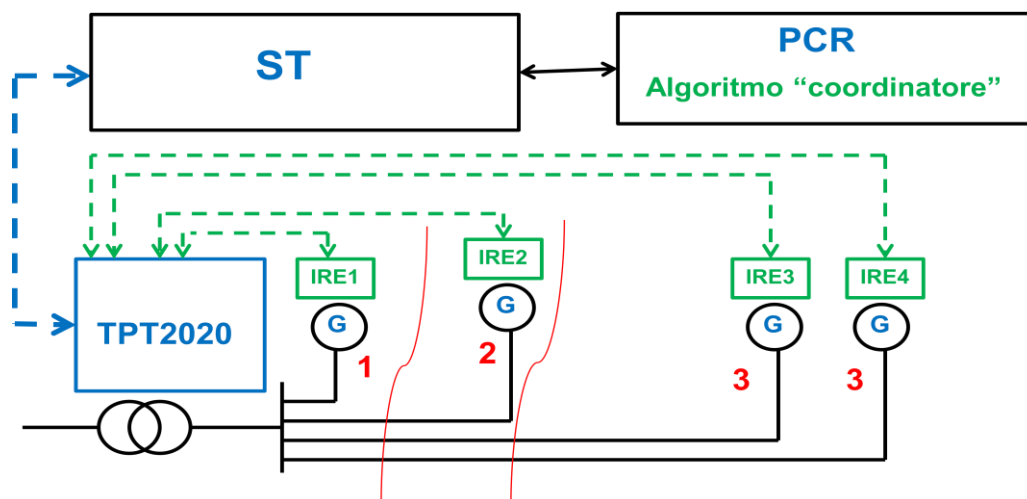 ST
PCR
Algoritmo “coordinatore”
IRE1
IRE2
IRE3
IRE4
TPT2020
G
G
G
G
1
2
3
3